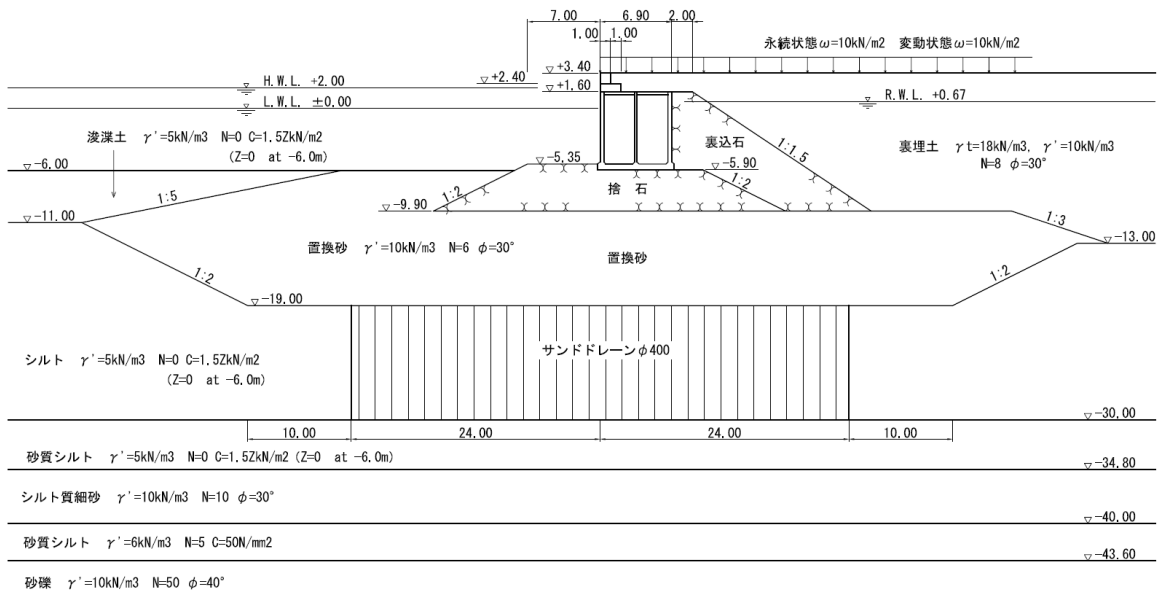 7.00 6.90 2.00
1.00 1.00
永続状態ω=10kN/m2 変動状態ω=10kN/m2
H.W.L. +2.00
+2.40
+3.40
+1.60
L.W.L. ±0.00
R.W.L. +0.67
浚渫土 γ'=5kN/m3 N=0 C=1.5ZkN/m2
(Z=0 at -6.0m)
裏込石
1:1.5
裏埋土 γt=18kN/m3, γ'=10kN/m3
N=8 φ=30°
-6.00
-5.35
-5.90
1:2
捨 石
1:2
1:5
-9.90
-11.00
1:3
-13.00
置換砂 γ'=10kN/m3 N=6 φ=30°
置換砂
1:2
1:2
-19.00
サンドドレーンφ400
シルト γ'=5kN/m3 N=0 C=1.5ZkN/m2
(Z=0 at -6.0m)
-30.00
10.00 24.00 24.00 10.00
砂質シルト γ'=5kN/m3 N=0 C=1.5ZkN/m2 (Z=0 at -6.0m)
-34.80
シルト質細砂 γ'=10kN/m3 N=10 φ=30°
-40.00
砂質シルト γ'=6kN/m3 N=5 C=50N/mm2
-43.60
砂礫 γ'=10kN/m3 N=50 φ=40°